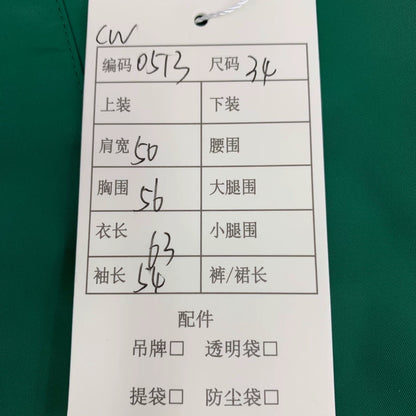 CW
编码 0573 尺码 34
上装 下装
肩宽 50 腰围
胸围 56 大腿围
衣长 63 小腿围
袖长 54 裤/裙长
配件
吊牌□ 透明袋□
提袋□ 防尘袋□